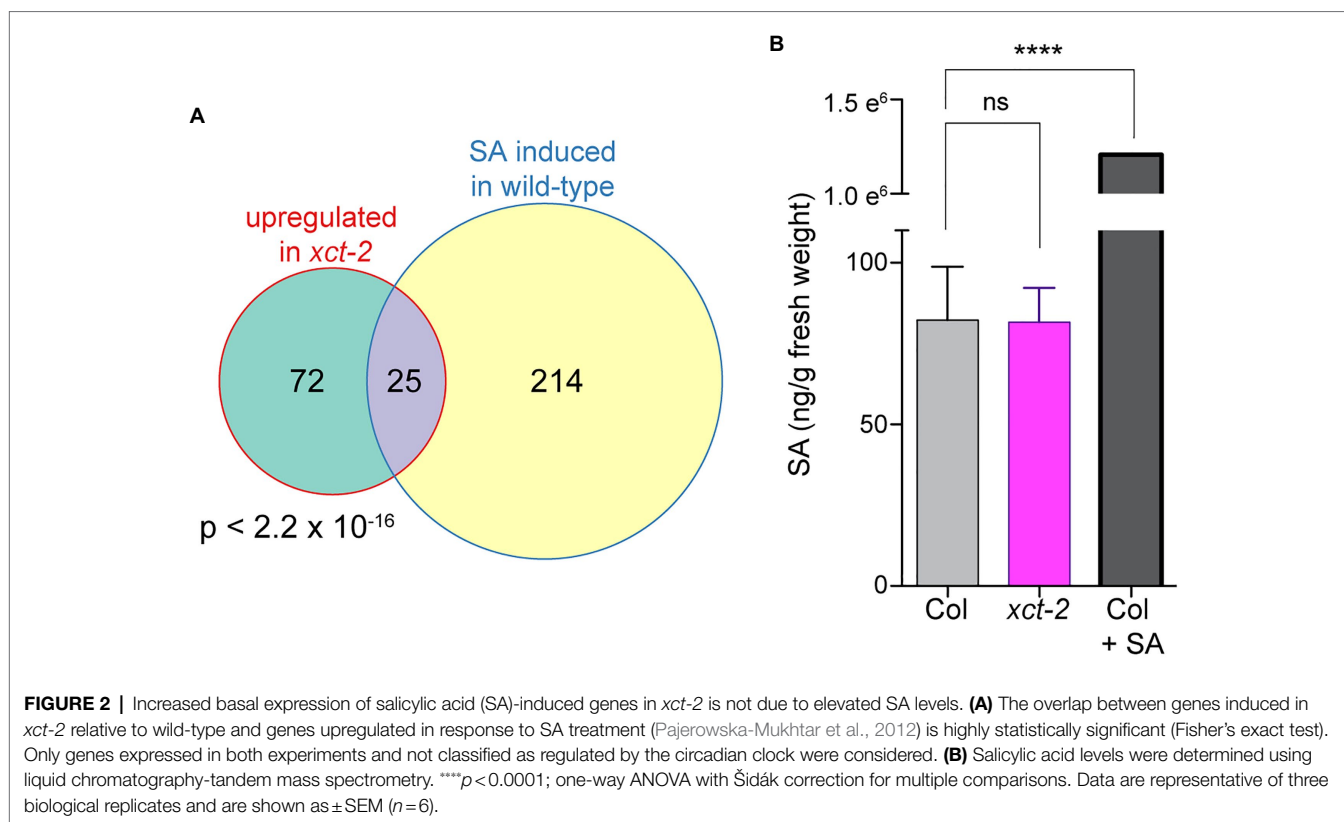 A
upregulated
in xct-2
SA induced
in wild-type
72
25
214
p < 2.2 x 10-16
B
****
ns
SA (ng/g fresh weight)
1.5 e6
1.0 e6
100
50
0
Col
xct-2
Col
+ SA
FIGURE 2 | Increased basal expression of salicylic acid (SA)-induced genes in xct-2 is not due to elevated SA levels. (A) The overlap between genes induced in
xct-2 relative to wild-type and genes upregulated in response to SA treatment (Pajerowska-Mukhtar et al., 2012) is highly statistically significant (Fisher's exact test).
Only genes expressed in both experiments and not classified as regulated by the circadian clock were considered. (B) Salicylic acid levels were determined using
liquid chromatography-tandem mass spectrometry. ****p<0.0001; one-way ANOVA with Šidák correction for multiple comparisons. Data are representative of three
biological replicates and are shown as±SEM (n=6).